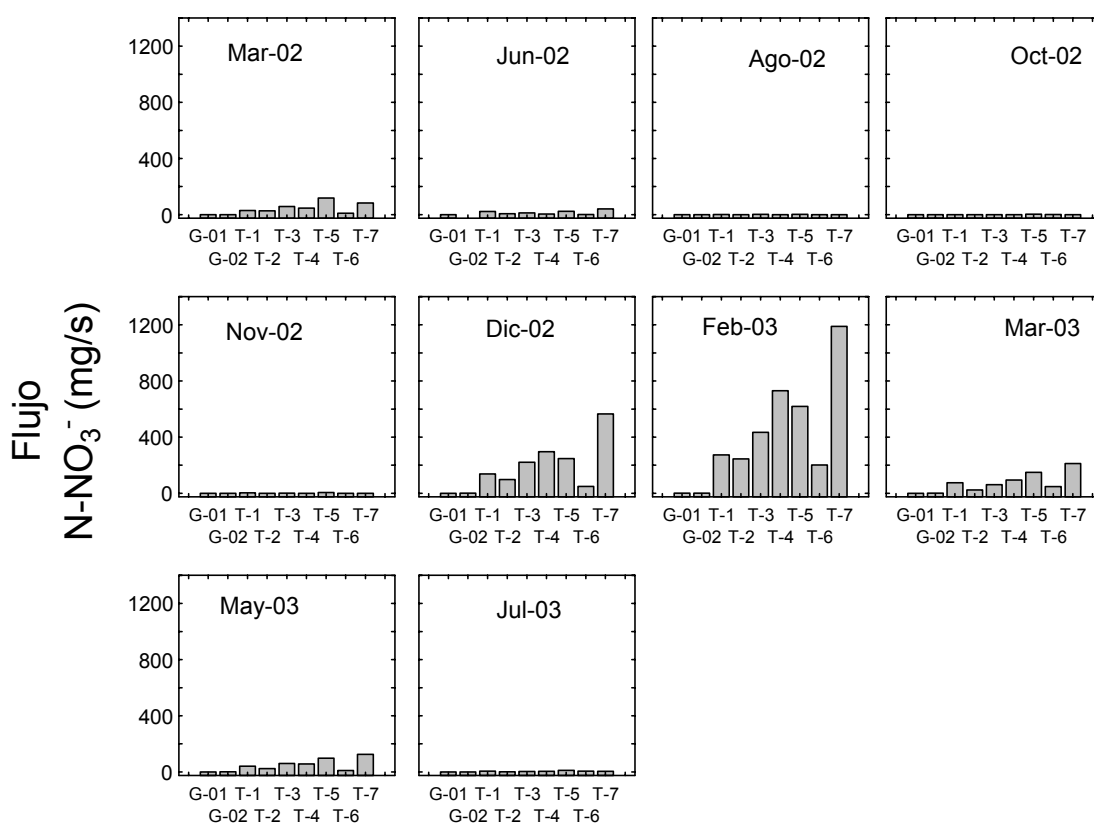 Flujo
N-NO₃⁻ (mg/s)
1200
800
400
0
Mar-02
G-01 T-1 T-3 T-5 T-7
G-02 T-2 T-4 T-6
Jun-02
G-01 T-1 T-3 T-5 T-7
G-02 T-2 T-4 T-6
Ago-02
G-01 T-1 T-3 T-5 T-7
G-02 T-2 T-4 T-6
Oct-02
G-01 T-1 T-3 T-5 T-7
G-02 T-2 T-4 T-6
1200
800
400
0
Nov-02
G-01 T-1 T-3 T-5 T-7
G-02 T-2 T-4 T-6
Dic-02
G-01 T-1 T-3 T-5 T-7
G-02 T-2 T-4 T-6
Feb-03
G-01 T-1 T-3 T-5 T-7
G-02 T-2 T-4 T-6
Mar-03
G-01 T-1 T-3 T-5 T-7
G-02 T-2 T-4 T-6
1200
800
400
0
May-03
G-01 T-1 T-3 T-5 T-7
G-02 T-2 T-4 T-6
Jul-03
G-01 T-1 T-3 T-5 T-7
G-02 T-2 T-4 T-6